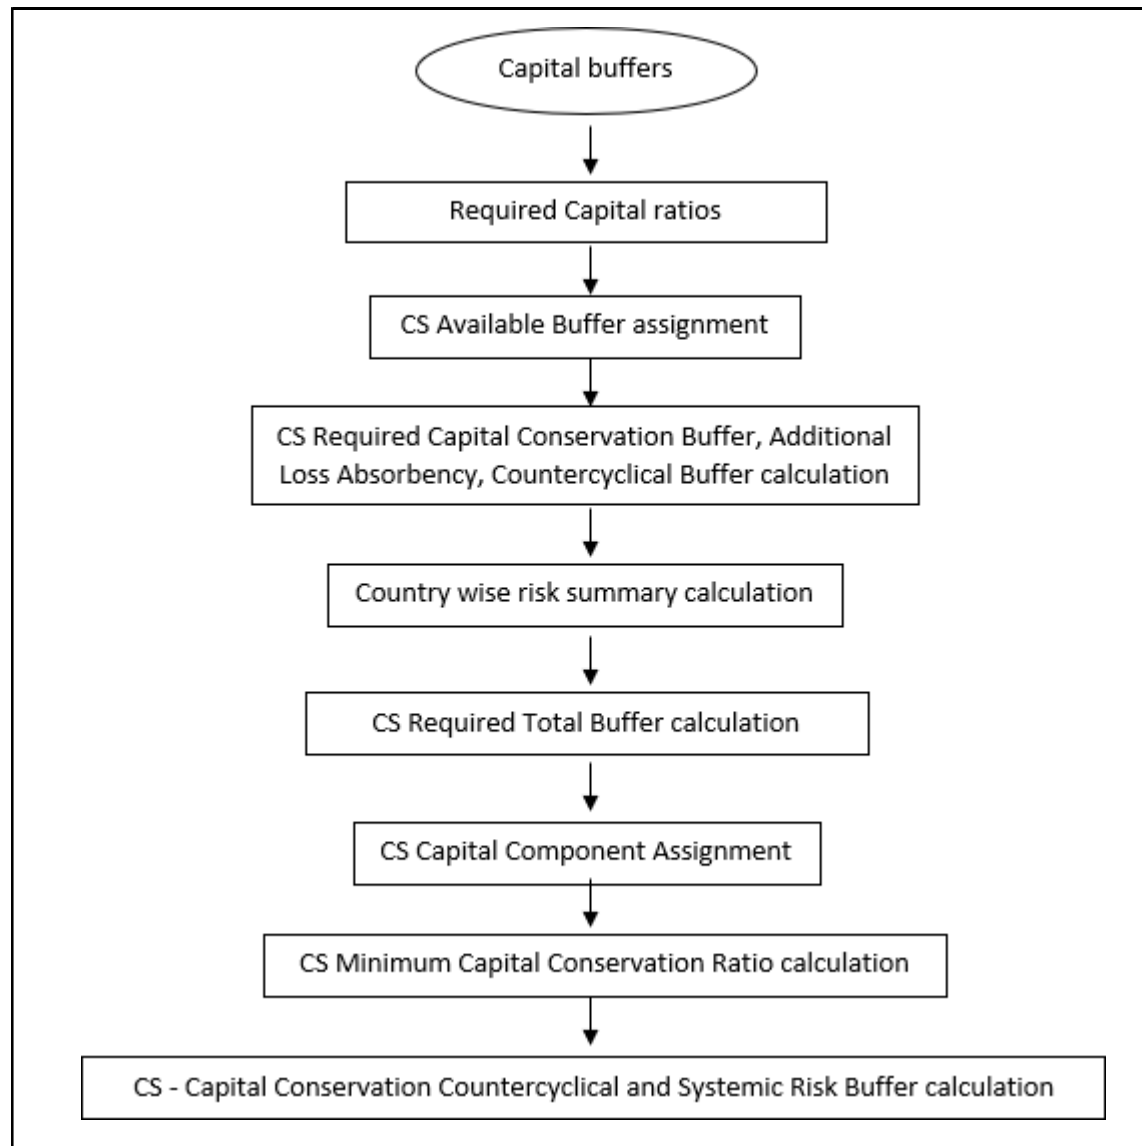 Capital buffers
Required Capital ratios
CS Available Buffer assignment
CS Required Capital Conservation Buffer, Additional
Loss Absorbency, Countercyclical Buffer calculation
Country wise risk summary calculation
CS Required Total Buffer calculation
CS Capital Component Assignment
CS Minimum Capital Conservation Ratio calculation
CS - Capital Conservation Countercyclical and Systemic Risk Buffer calculation